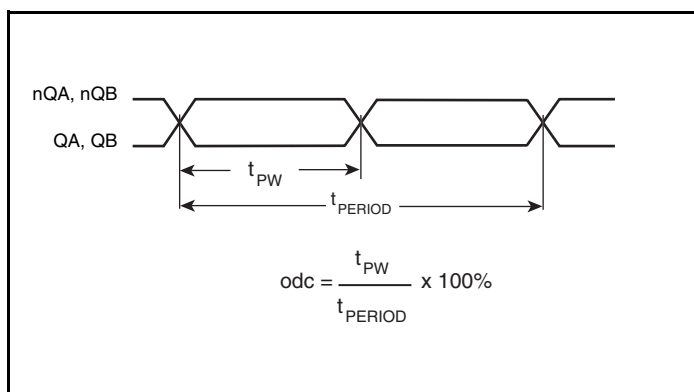 nQA, nQB
QA, QB
tPW
tPERIOD
odc = tPW / tPERIOD x 100%